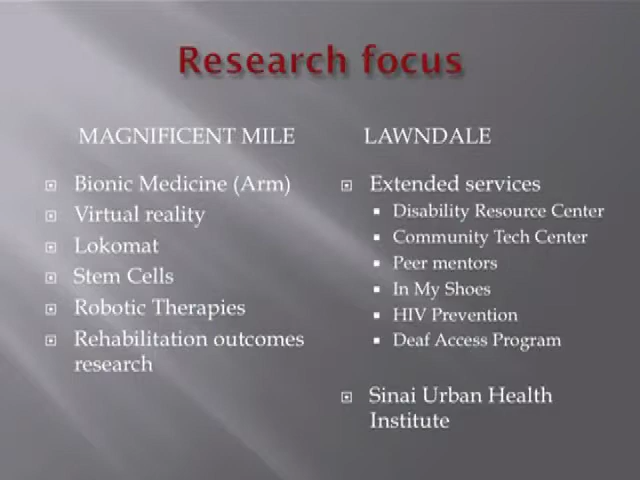 Research focus
MAGNIFICENT MILE
Bionic Medicine (Arm)
Virtual reality
Lokomat
Stem Cells
Robotic Therapies
Rehabilitation outcomes
research
LAWNDALE
Extended services
Disability Resource Center
Community Tech Center
Peer mentors
In My Shoes
HIV Prevention
Deaf Access Program
Sinai Urban Health
Institute